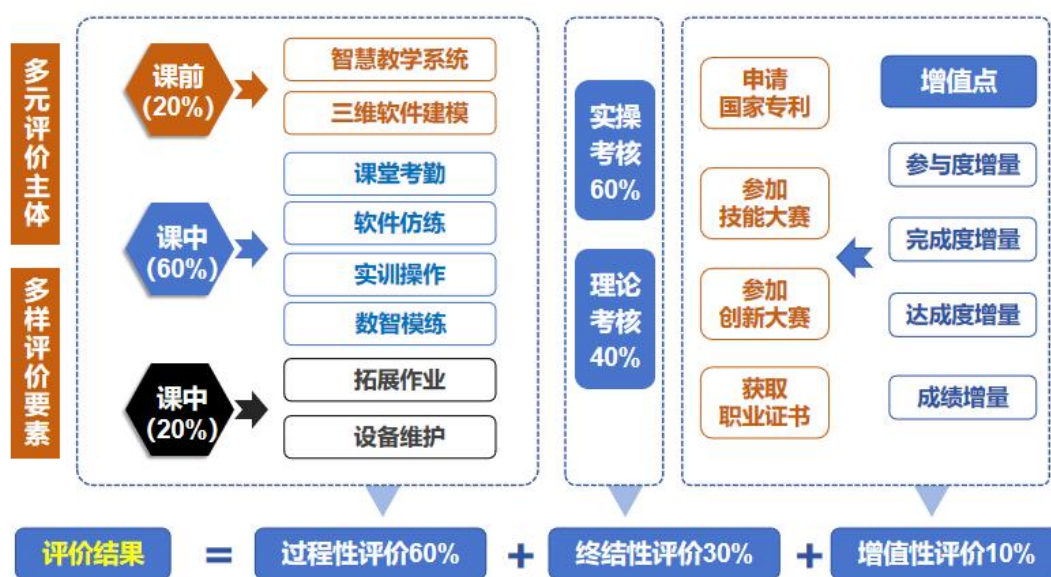 多元评价主体
多样评价要素
课前
(20%)
智慧教学系统
三维软件建模
课中
(60%)
课堂考勤
软件仿练
实训操作
数智模练
课中
(20%)
拓展作业
设备维护
实操
考核
60%
理论
考核
40%
申请
国家专利
参加
技能大赛
参加
创新大赛
获取
职业证书
增值点
参与度增量
完成度增量
达成度增量
成绩增量
评价结果 = 过程性评价60% + 终结性评价30% + 增值性评价10%